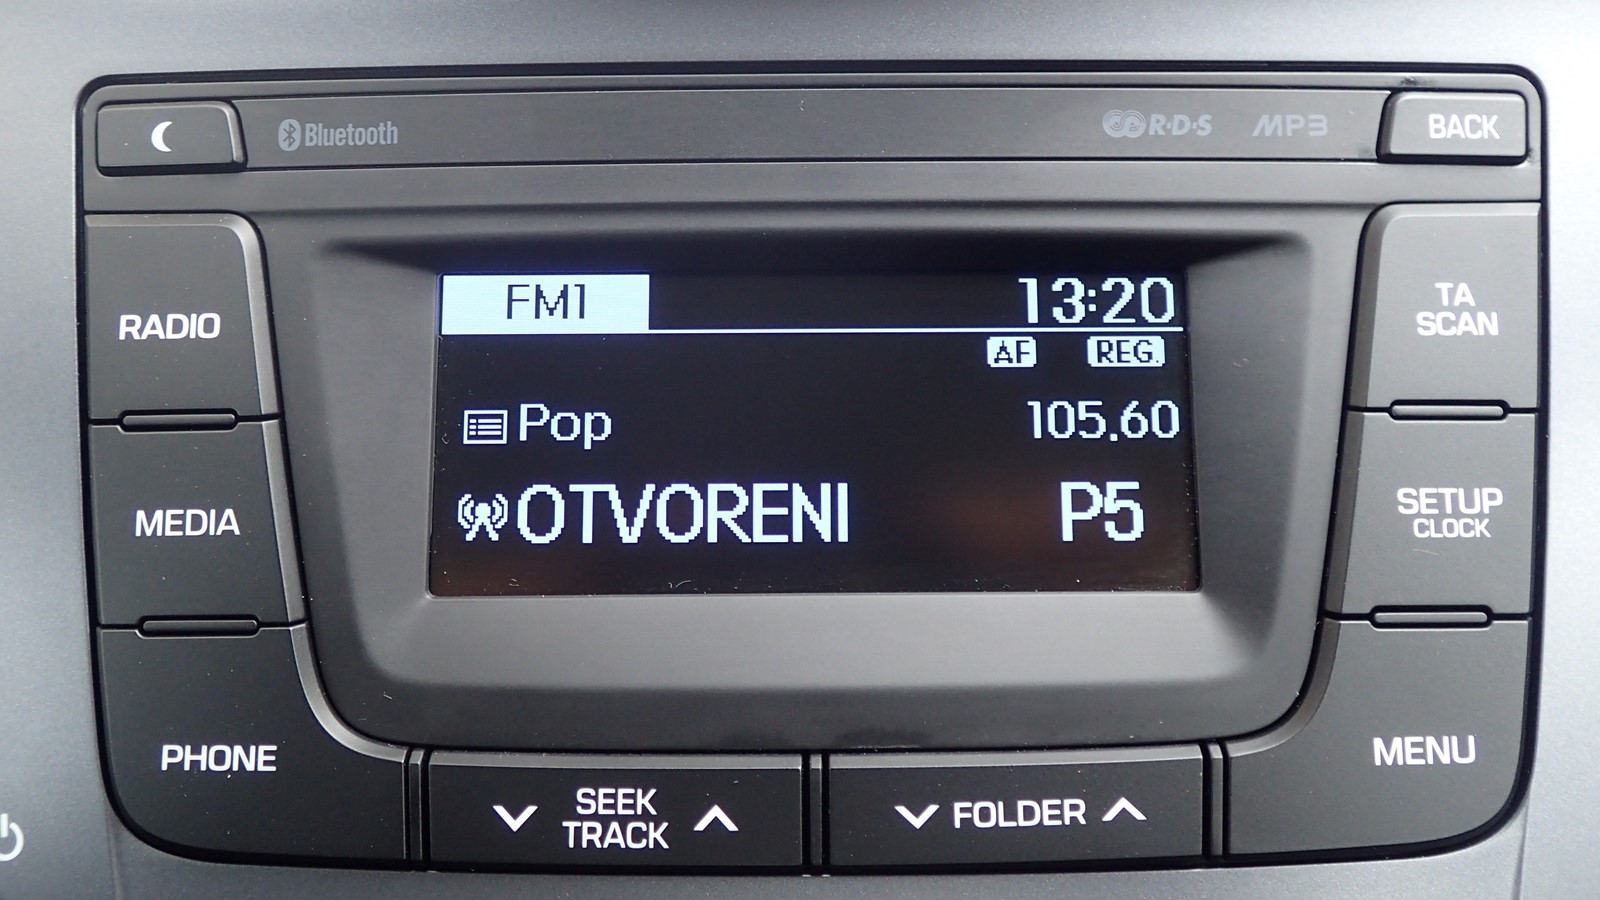 Bluetooth
R·D·S
MP3
BACK
RADIO
MEDIA
PHONE
FM1
13:20
AF
REG.
Pop
105.60
OTVORENI
P5
TA
SCAN
SETUP
CLOCK
MENU
SEEK
TRACK
FOLDER